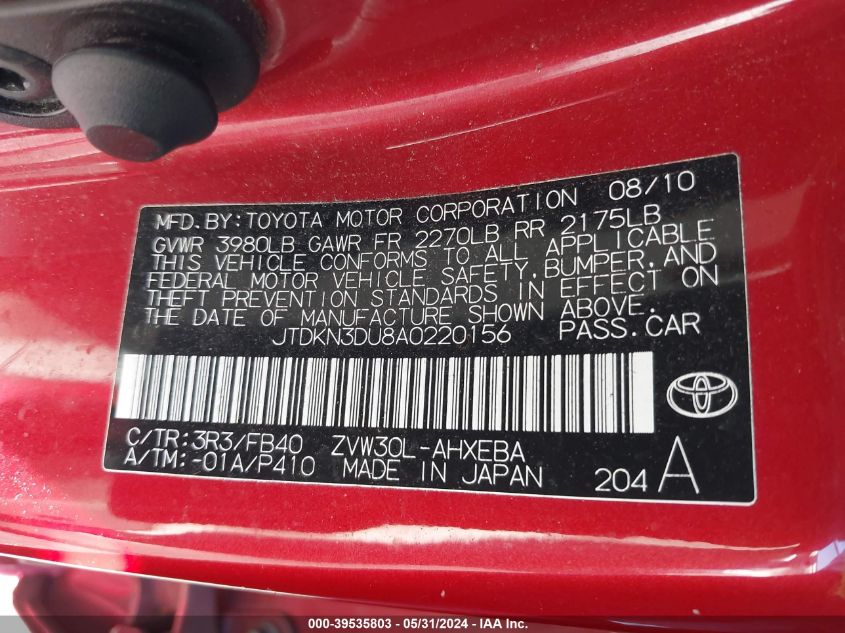 MFD. BY: TOYOTA MOTOR CORPORATION 08/10
GVWR 3980LB GAWR FR 2270LB RR 2175LB
THIS VEHICLE CONFORMS TO ALL APPLICABLE
FEDERAL MOTOR VEHICLE SAFETY, BUMPER, AND
THEFT PREVENTION STANDARDS IN EFFECT ON
THE DATE OF MANUFACTURE SHOWN ABOVE.
JTDKN3DU8A0220156 PASS. CAR
C/TR: 3R3/FB40 ZVW30L-AHXEBA
A/TM: -01A/P410 MADE IN JAPAN 204 A
000-39535803 - 05/31/2024 - IAA Inc.